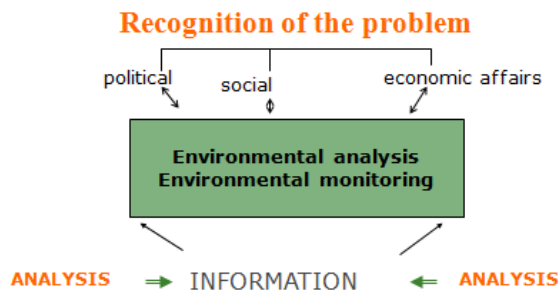 Recognition of the problem
political
social
economic affairs
Environmental analysis
Environmental monitoring
ANALYSIS
INFORMATION
ANALYSIS